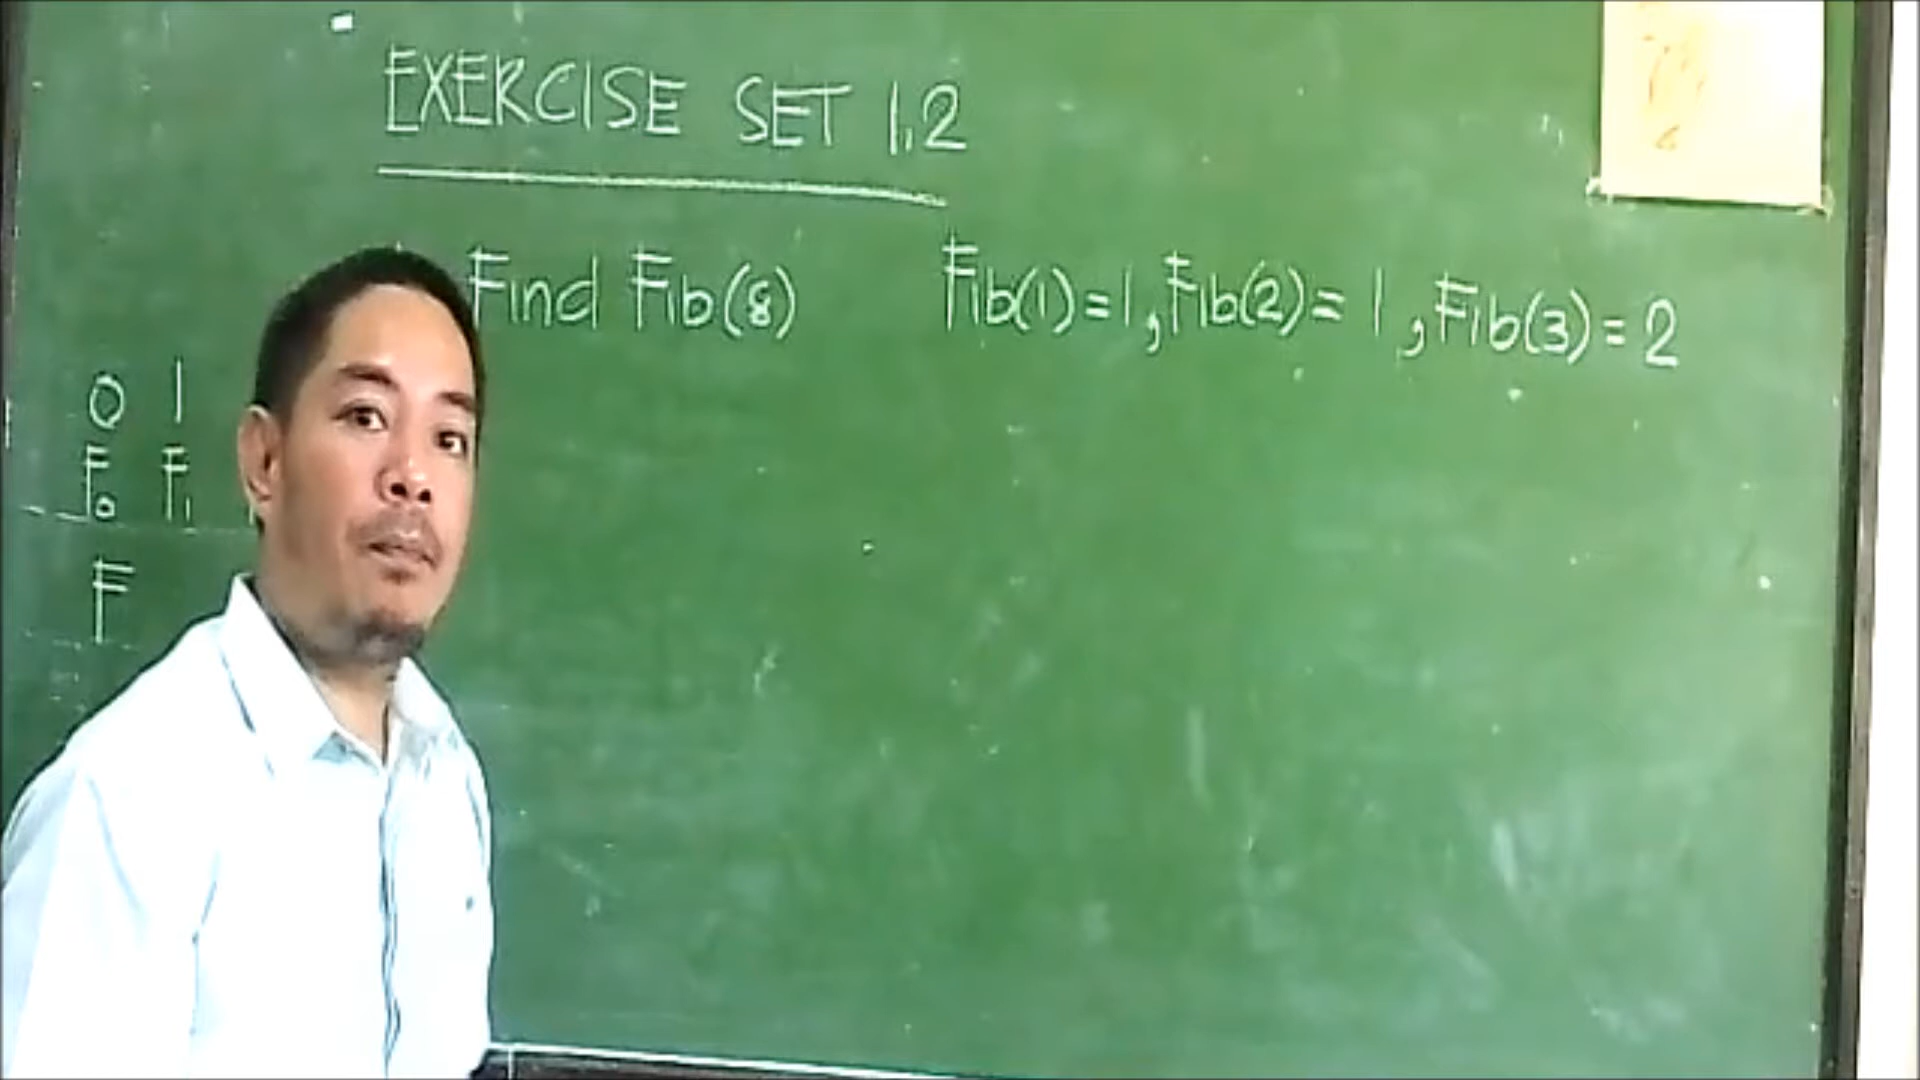 EXERCISE SET 1.2
Find Fib(8) Fib(1)=1, Fib(2)= 1, Fib(3)=2
0 1
F₀ F₁
F